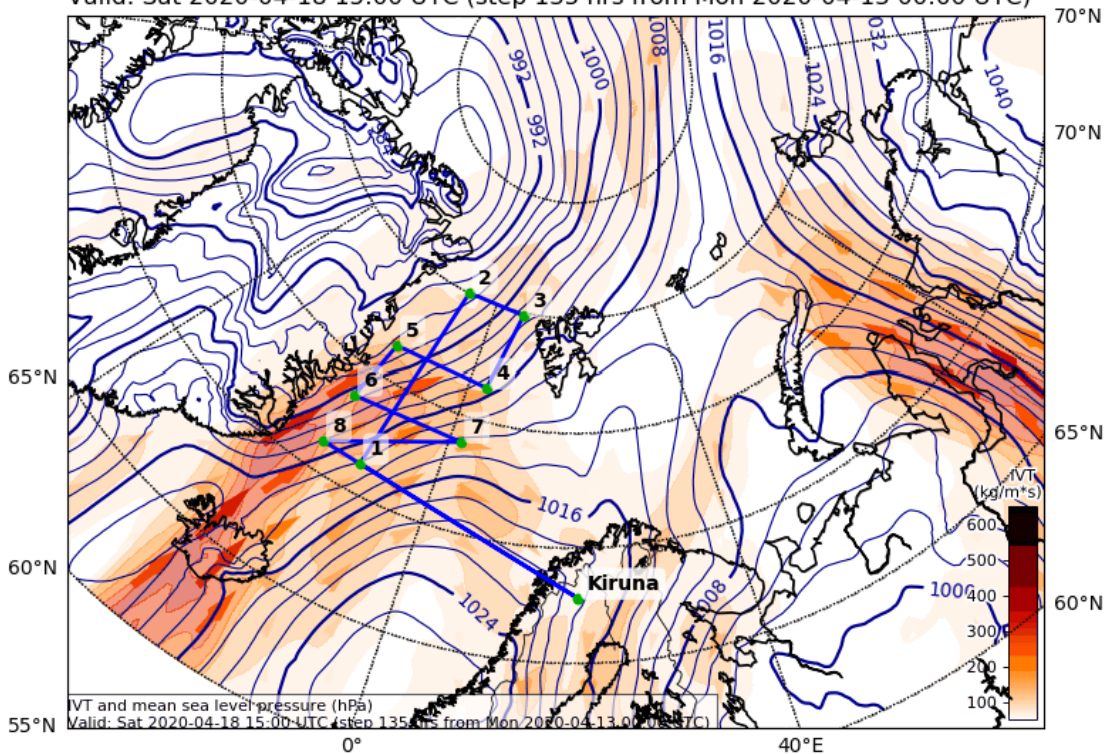 Valid: Sat 2020-04-18 15:00 UTC (step 135 hrs from Mon 2020-04-13 00:00 UTC)
70°N
992
1000
1008
1016
1032
1024
1040
992
984
70°N
2
3
5
4
6
65°N
8
7
1
65°N
IVT
(kg/m*s)
1016
600
500
60°N
Kiruna
1008
1000
400
60°N
1024
300
200
100
IVT and mean sea level pressure (hPa)
Valid: Sat 2020-04-18 15:00 UTC (step 135 hrs from Mon 2020-04-13 00:00 UTC)
55°N
0°
40°E